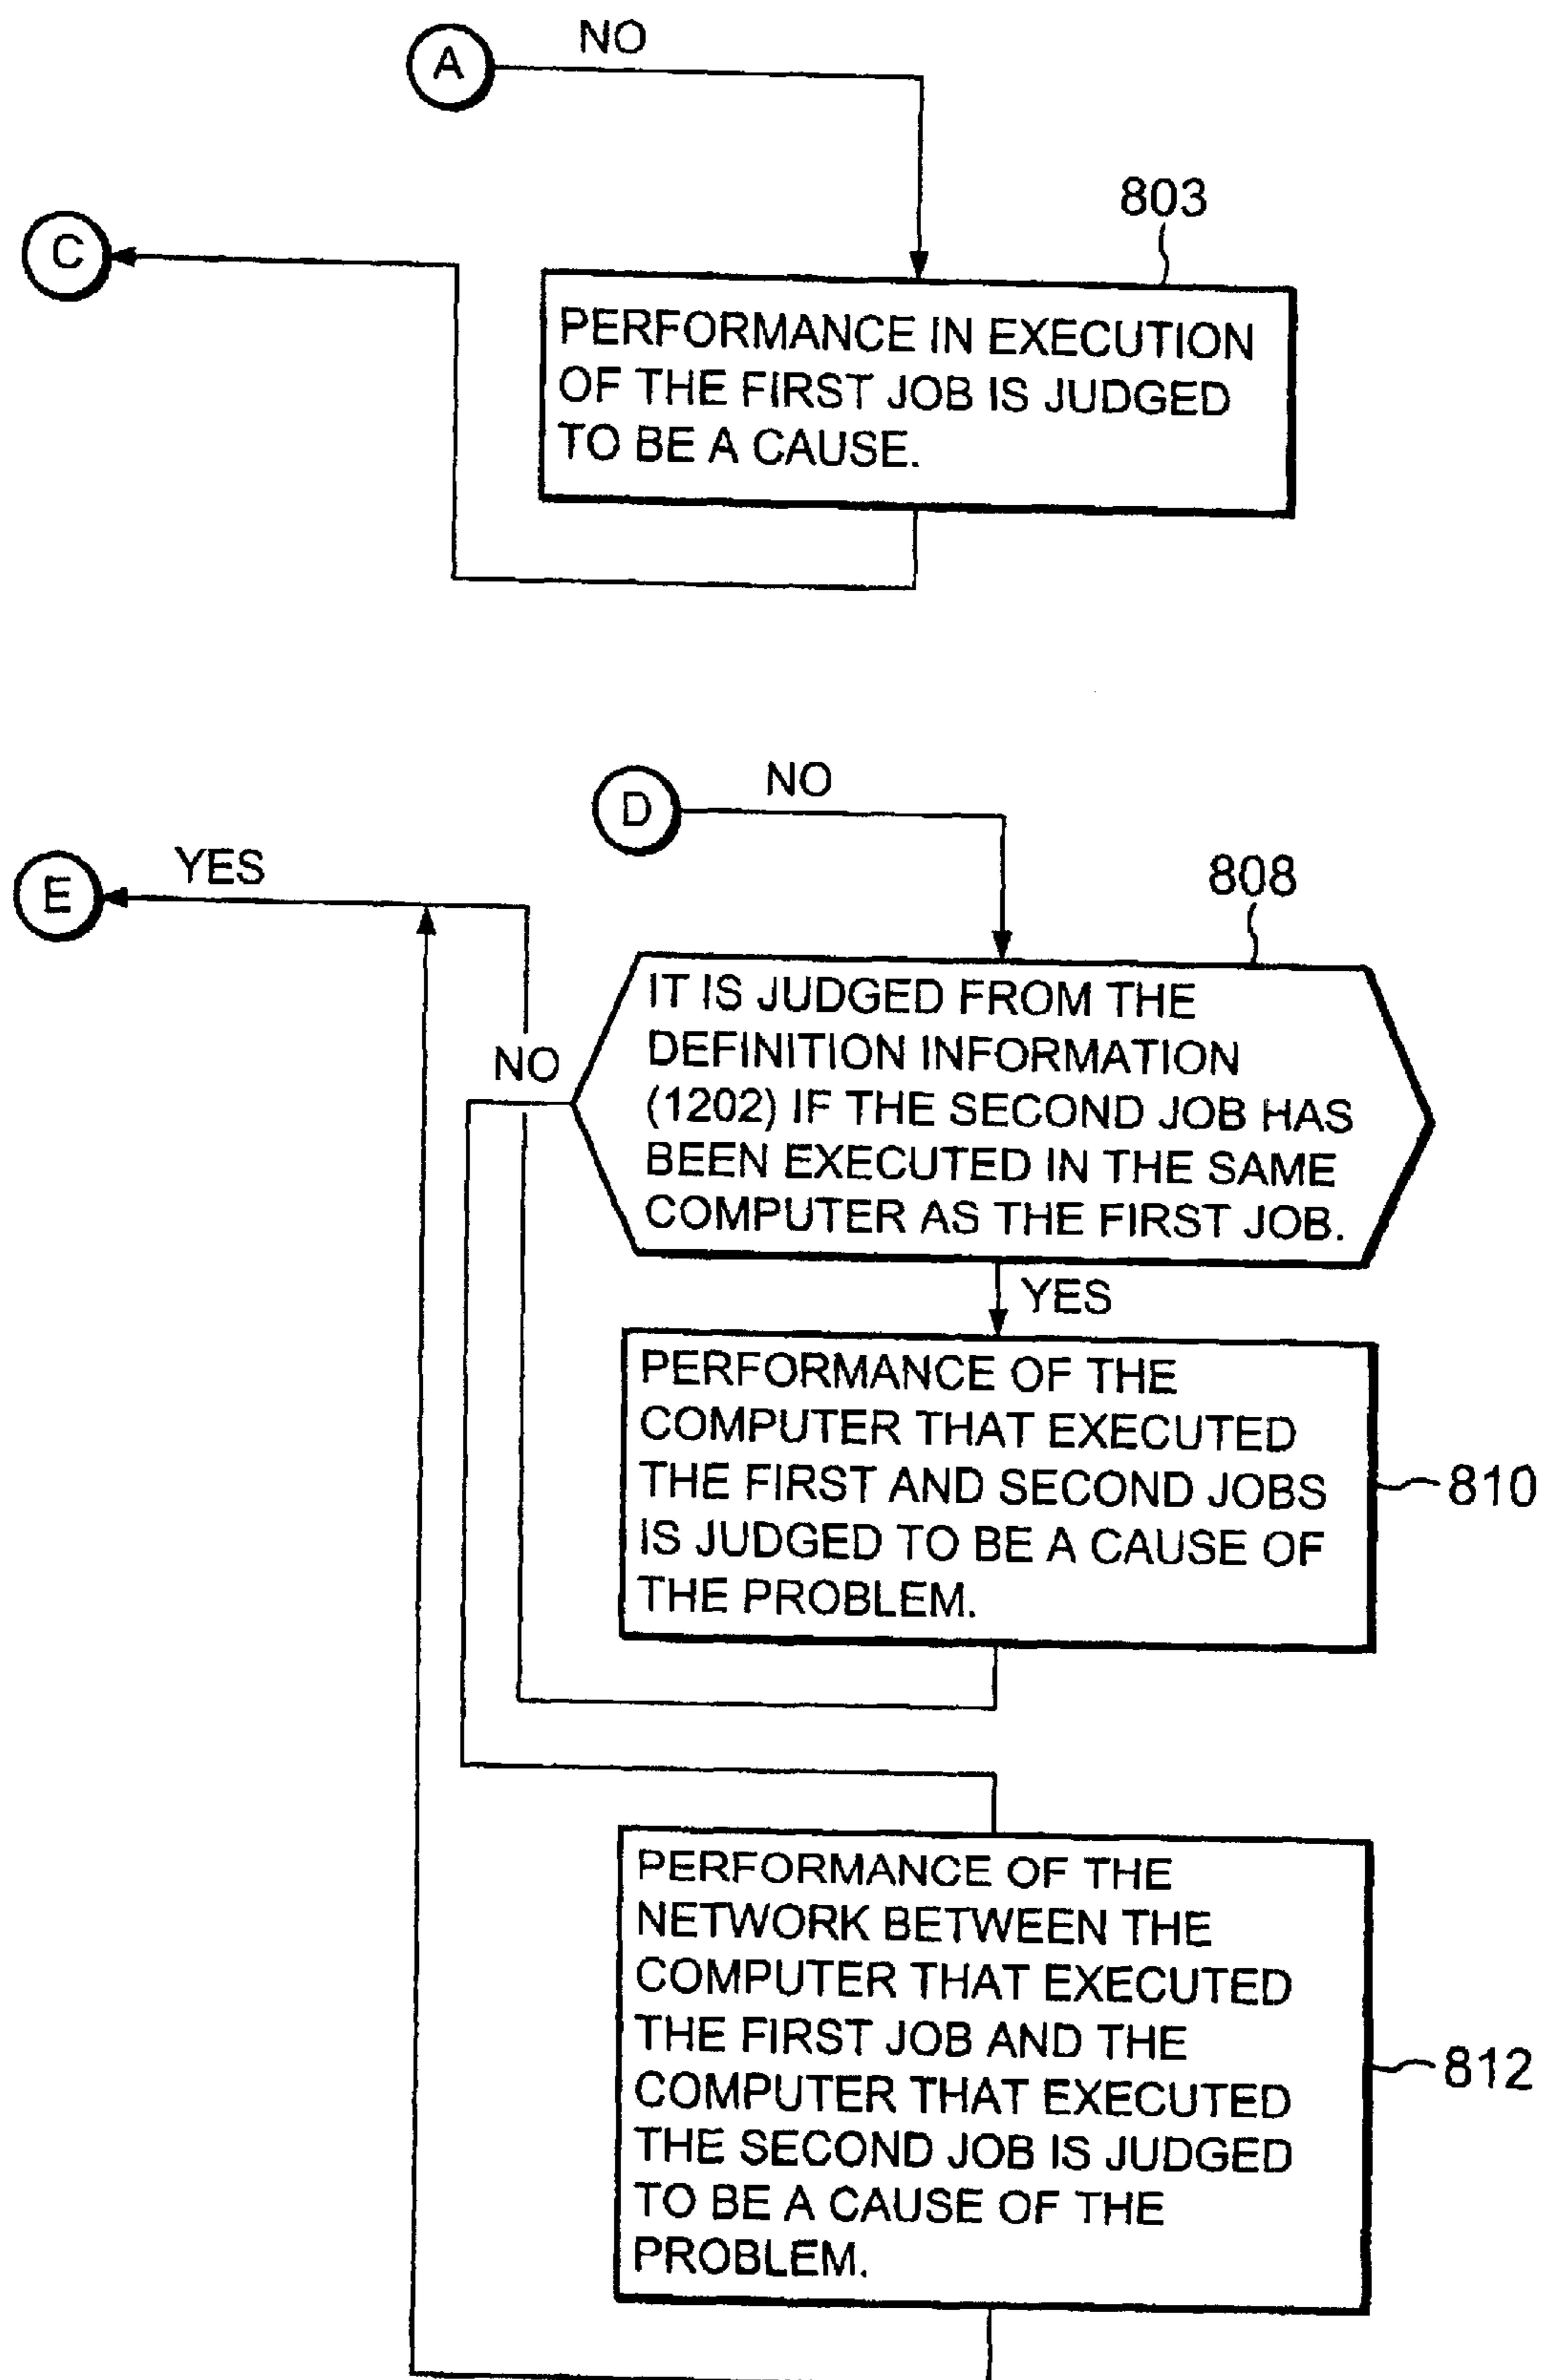 A
NO
C
803
PERFORMANCE IN EXECUTION
OF THE FIRST JOB IS JUDGED
TO BE A CAUSE.
D
NO
E
YES
808
IT IS JUDGED FROM THE
DEFINITION INFORMATION
(1202) IF THE SECOND JOB HAS
BEEN EXECUTED IN THE SAME
COMPUTER AS THE FIRST JOB.
NO
YES
PERFORMANCE OF THE
COMPUTER THAT EXECUTED
THE FIRST AND SECOND JOBS
IS JUDGED TO BE A CAUSE OF
THE PROBLEM.
810
PERFORMANCE OF THE
NETWORK BETWEEN THE
COMPUTER THAT EXECUTED
THE FIRST JOB AND THE
COMPUTER THAT EXECUTED
THE SECOND JOB IS JUDGED
TO BE A CAUSE OF THE
PROBLEM.
812